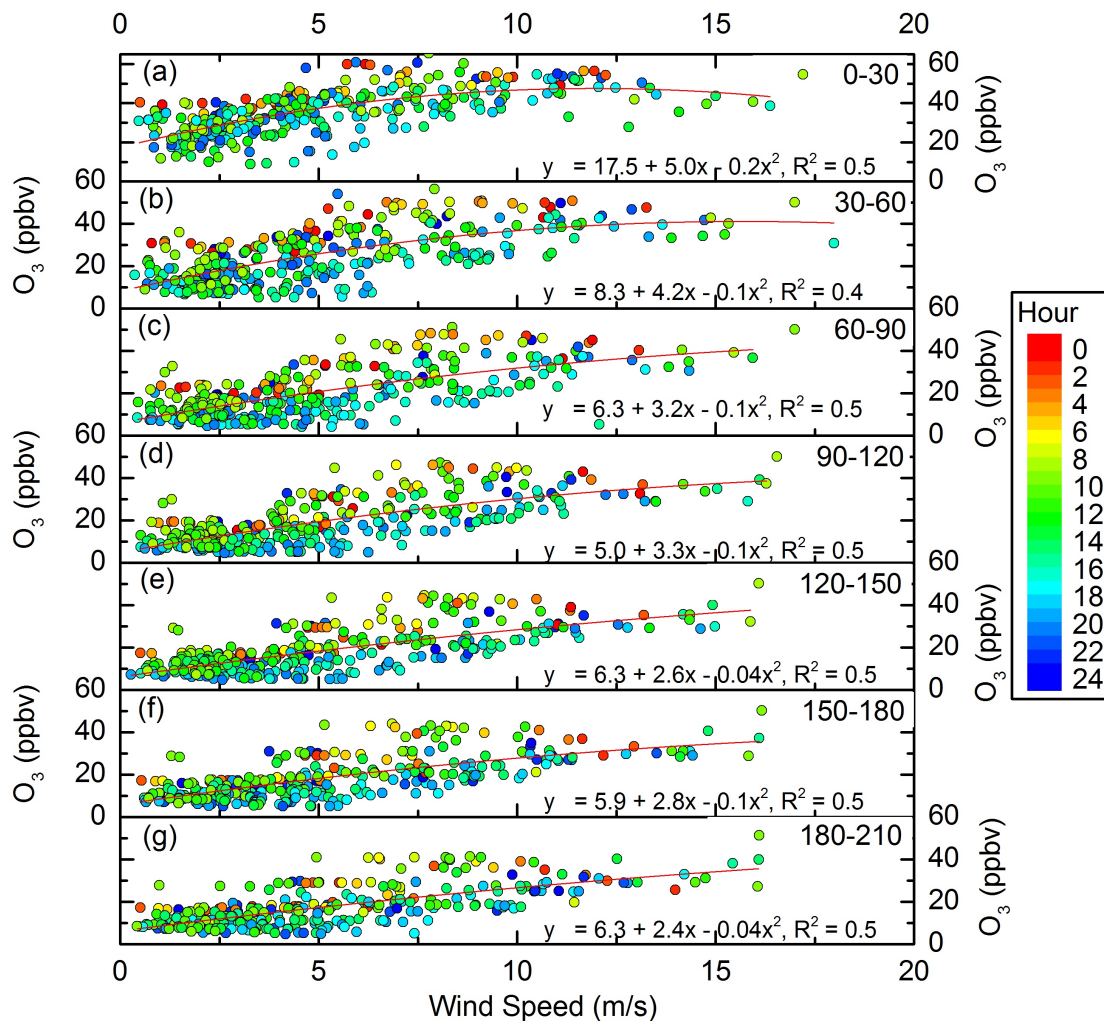 0 5 10 15 20
(a) 0-30
y = 17.5 + 5.0x - 0.2x², R² = 0.5
60
40
20
0
O₃ (ppbv)
60
40
20
0
O₃ (ppbv)
(b) 30-60
y = 8.3 + 4.2x - 0.1x², R² = 0.4
(c) 60-90
y = 6.3 + 3.2x - 0.1x², R² = 0.5
60
40
20
0
O₃ (ppbv)
60
40
20
0
O₃ (ppbv)
(d) 90-120
y = 5.0 + 3.3x - 0.1x², R² = 0.5
(e) 120-150
y = 6.3 + 2.6x - 0.04x², R² = 0.5
60
40
20
0
O₃ (ppbv)
60
40
20
0
O₃ (ppbv)
(f) 150-180
y = 5.9 + 2.8x - 0.1x², R² = 0.5
(g) 180-210
y = 6.3 + 2.4x - 0.04x², R² = 0.5
60
40
20
0
O₃ (ppbv)
0 5 10 15 20
Wind Speed (m/s)
Hour
0
2
4
6
8
10
12
14
16
18
20
22
24